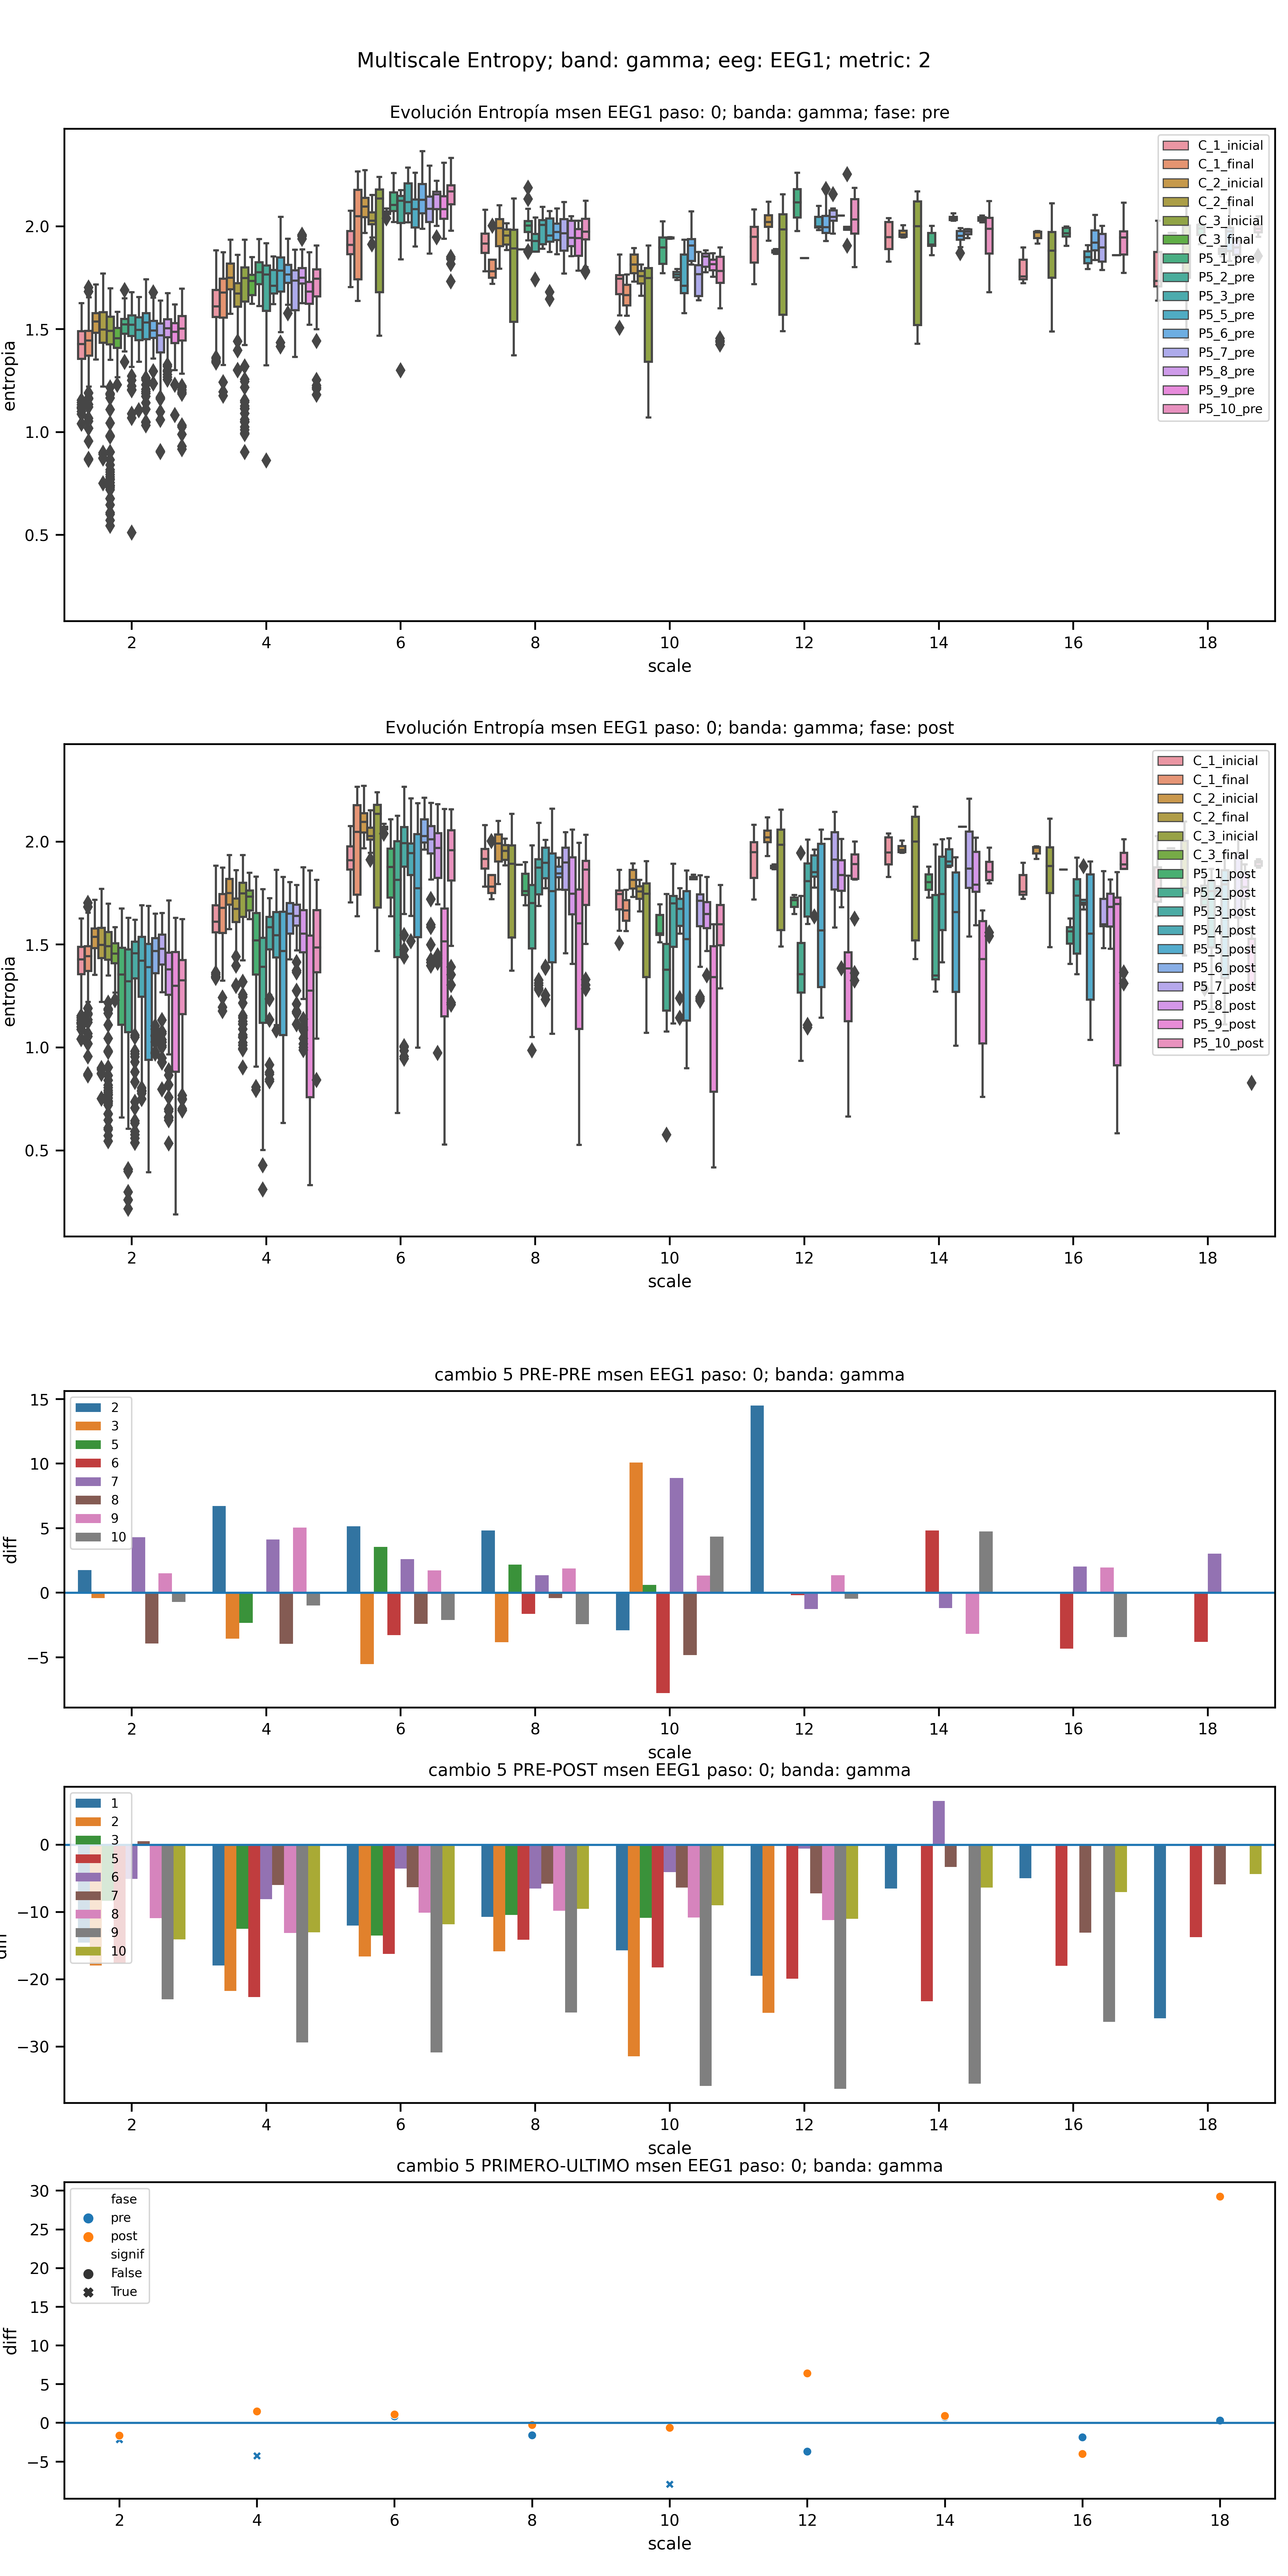 Multiscale Entropy; band: gamma; eeg: EEG1; metric: 2
Evolución Entropía msen EEG1 paso: 0; banda: gamma; fase: pre
entropia
2.0
1.5
1.0
0.5
C_1_inicial
C_1_final
C_2_inicial
C_2_final
C_3_inicial
C_3_final
P5_1_pre
P5_2_pre
P5_3_pre
P5_5_pre
P5_6_pre
P5_7_pre
P5_8_pre
P5_9_pre
P5_10_pre
2 4 6 8 10 12 14 16 18
scale
Evolución Entropía msen EEG1 paso: 0; banda: gamma; fase: post
entropia
2.0
1.5
1.0
0.5
C_1_inicial
C_1_final
C_2_inicial
C_2_final
C_3_inicial
C_3_final
P5_1_post
P5_2_post
P5_3_post
P5_4_post
P5_5_post
P5_6_post
P5_7_post
P5_8_post
P5_9_post
P5_10_post
2 4 6 8 10 12 14 16 18
scale
cambio 5 PRE-PRE msen EEG1 paso: 0; banda: gamma
diff
15
10
5
0
−5
2
3
5
6
7
8
9
10
2 4 6 8 10 12 14 16 18
scale
cambio 5 PRE-POST msen EEG1 paso: 0; banda: gamma
diff
0
−10
−20
−30
1
2
3
5
6
7
8
9
10
2 4 6 8 10 12 14 16 18
scale
cambio 5 PRIMERO-ULTIMO msen EEG1 paso: 0; banda: gamma
diff
30
25
20
15
10
5
0
−5
fase
pre
post
signif
False
True
2 4 6 8 10 12 14 16 18
scale